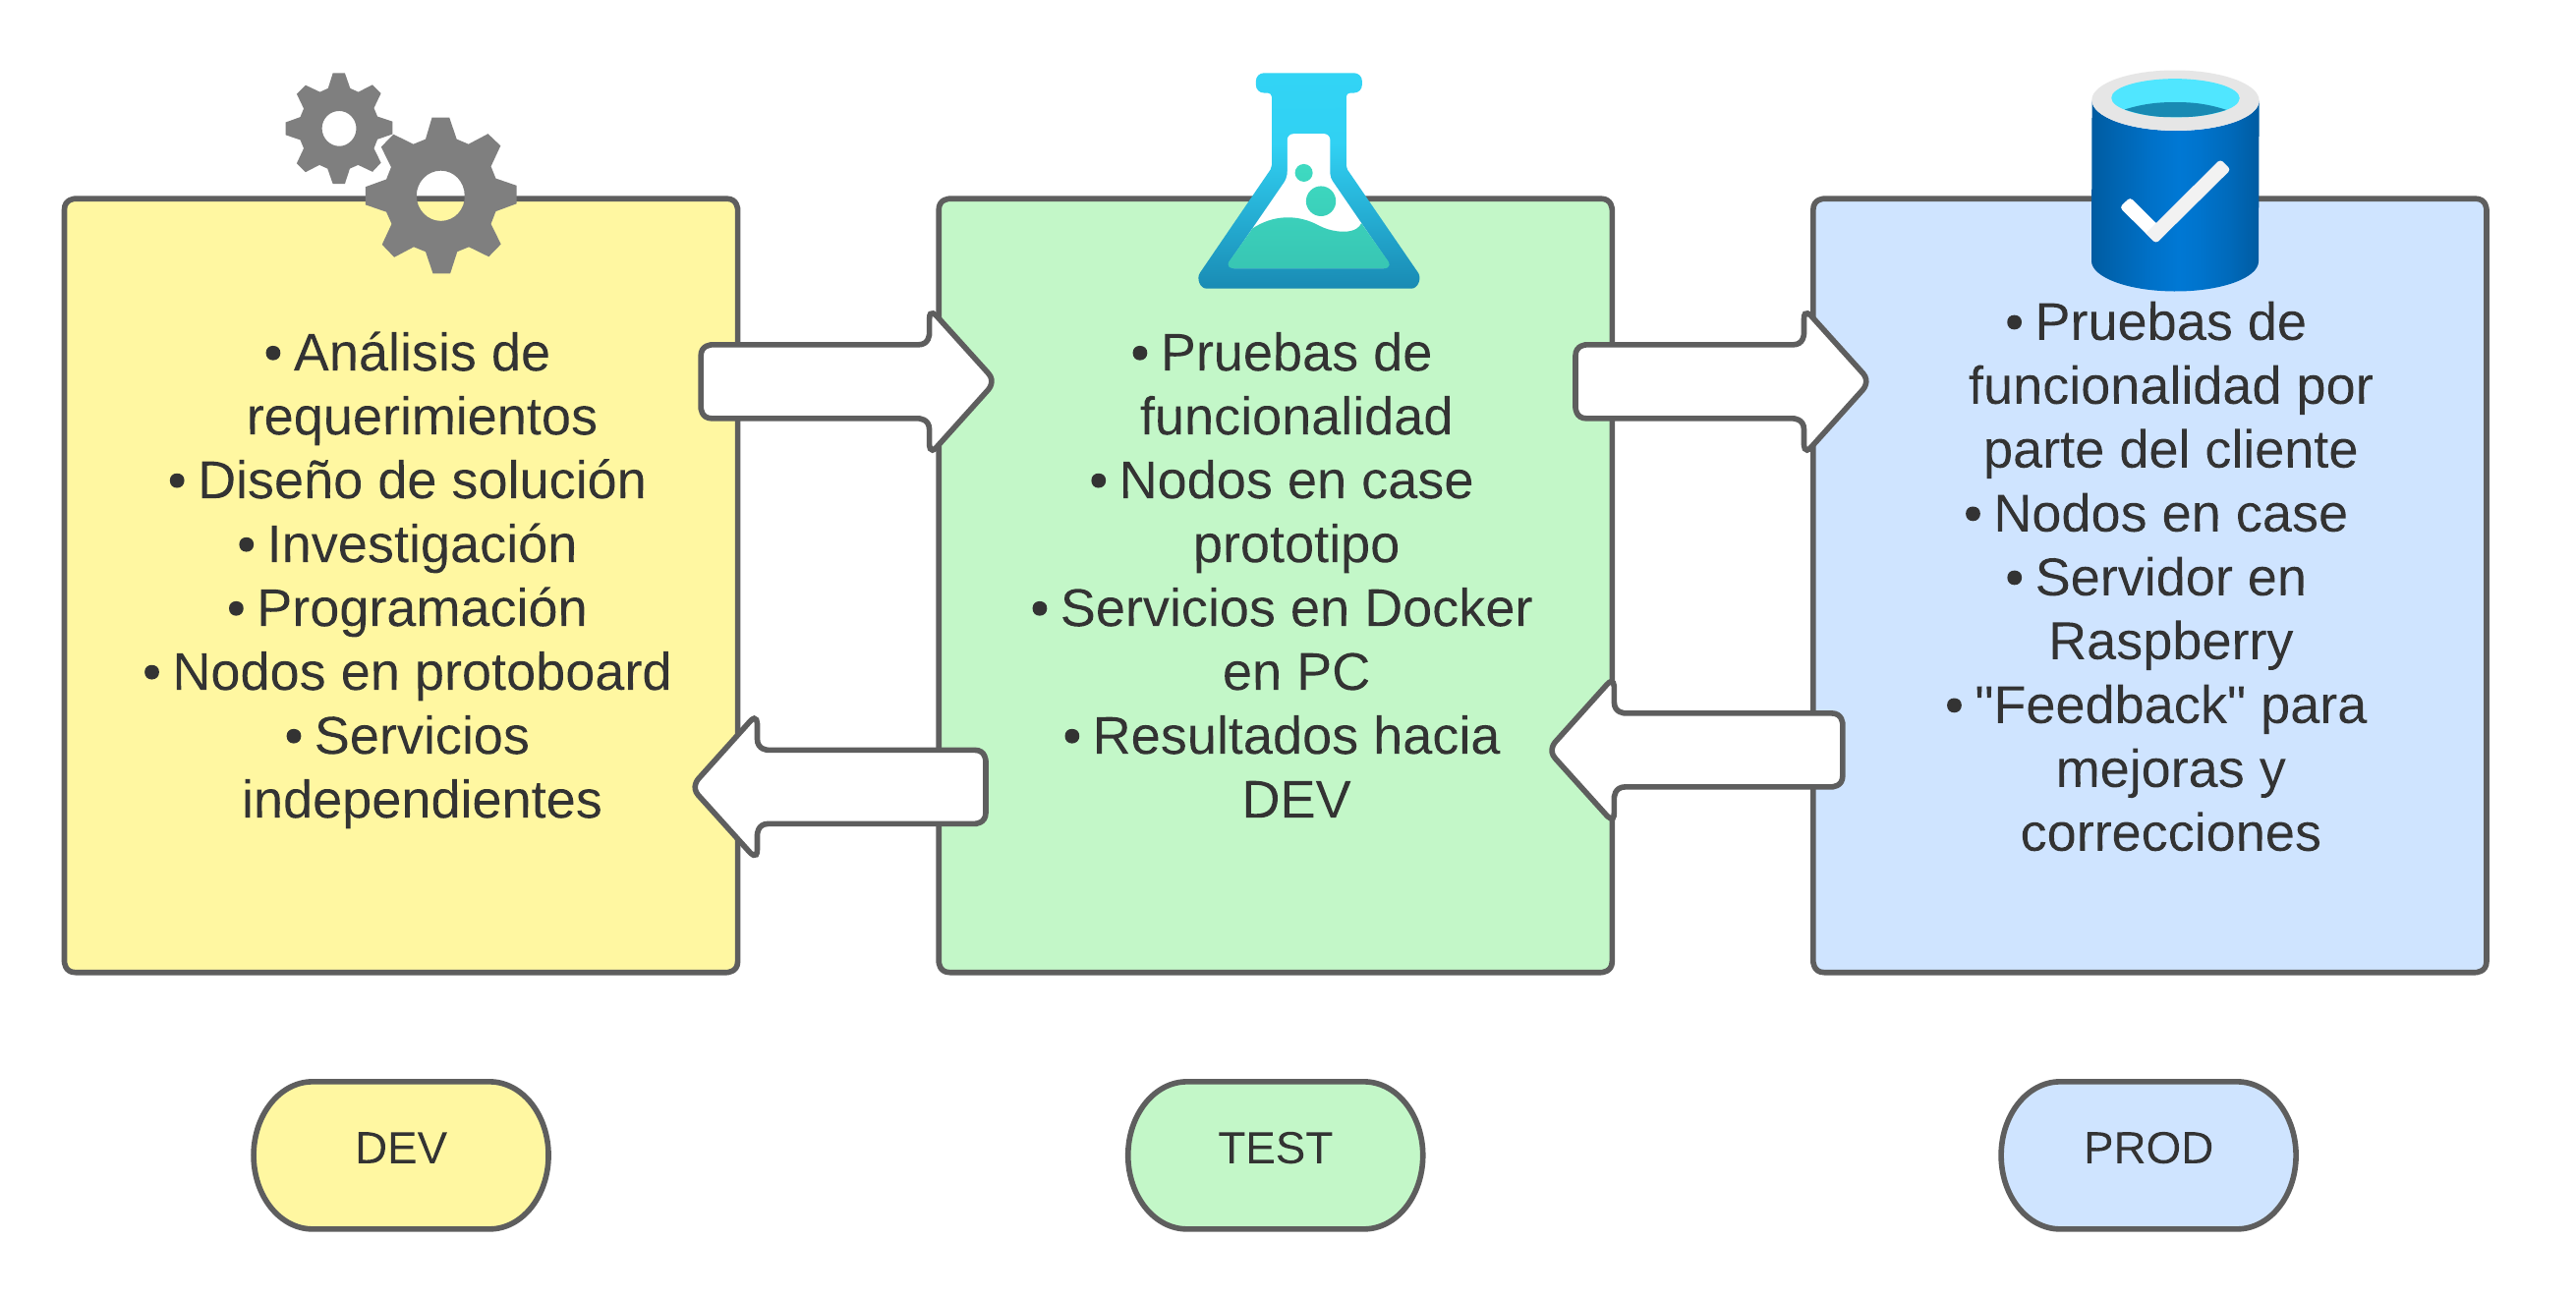 • Análisis de
requerimientos
• Diseño de solución
• Investigación
• Programación
• Nodos en protoboard
• Servicios
independientes
• Pruebas de
funcionalidad
• Nodos en case
prototipo
• Servicios en Docker
en PC
• Resultados hacia
DEV
• Pruebas de
funcionalidad por
parte del cliente
• Nodos en case
• Servidor en
Raspberry
• "Feedback" para
mejoras y
correcciones
DEV
TEST
PROD